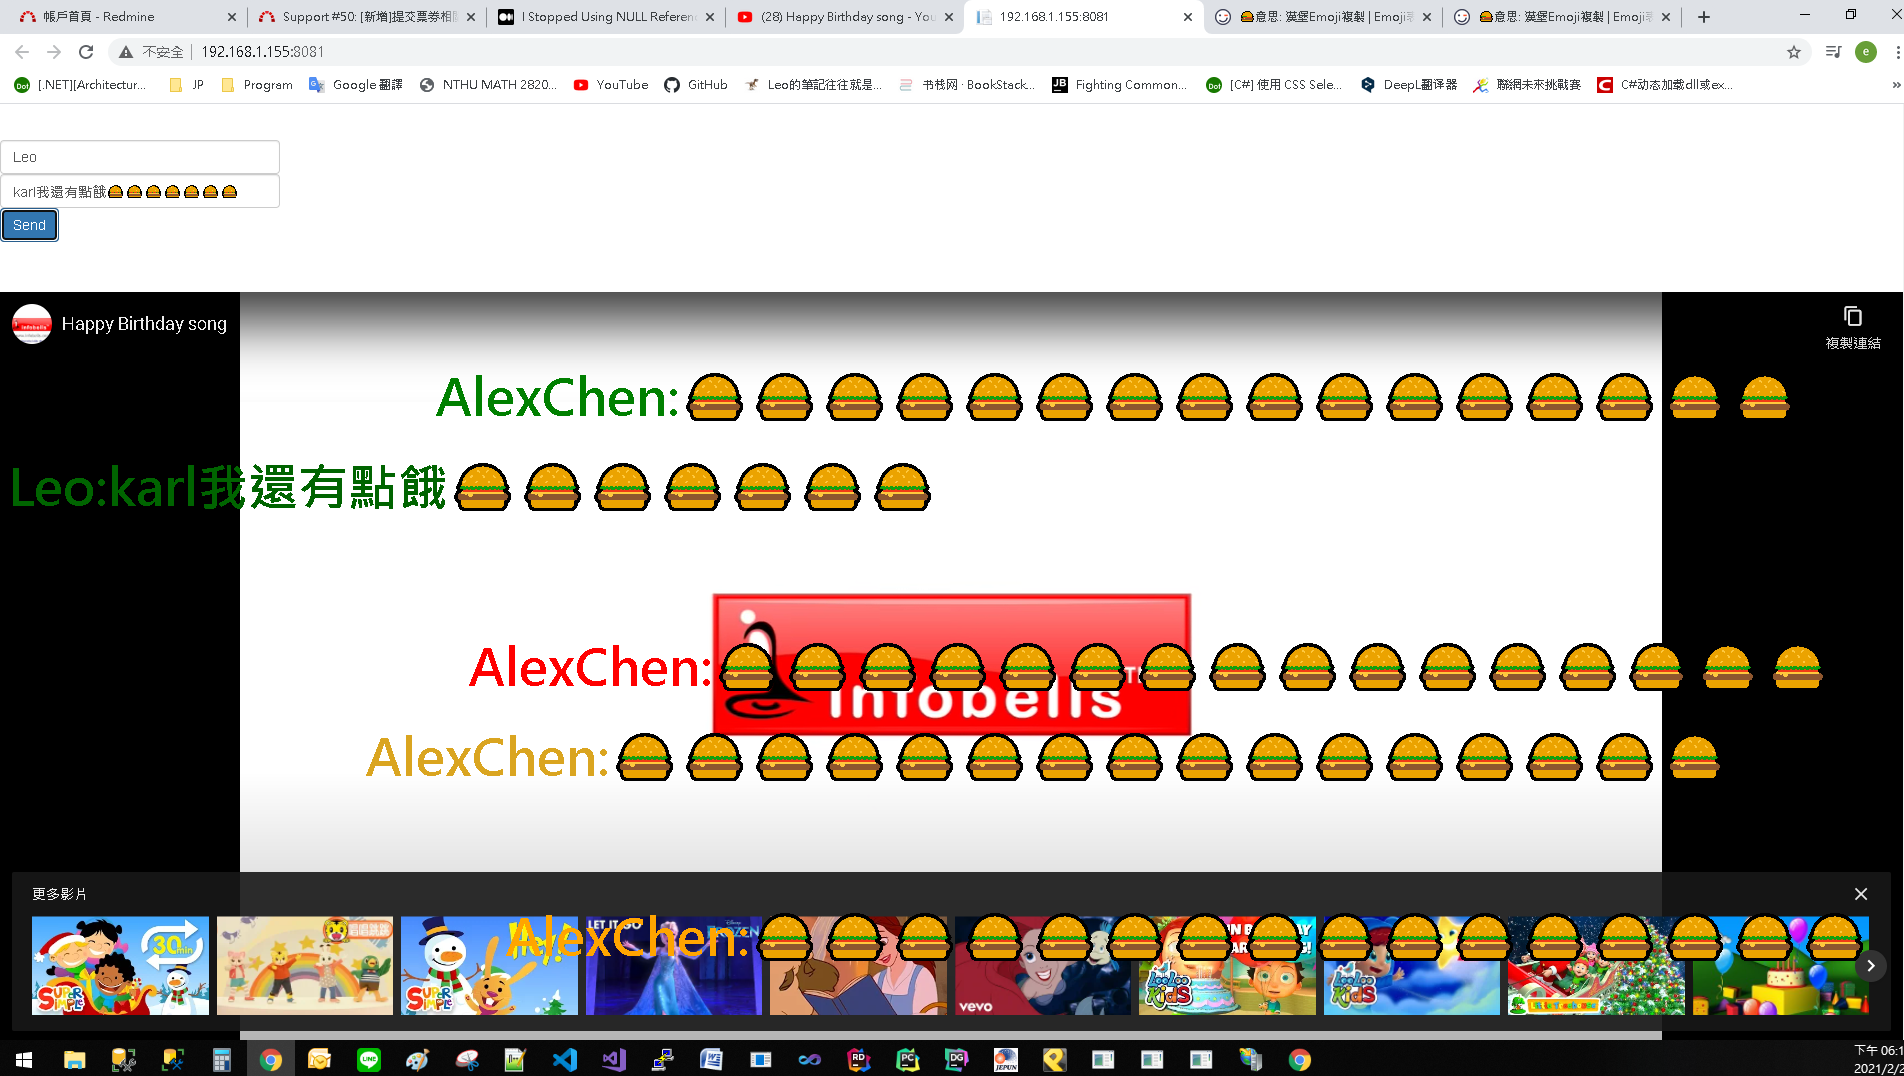 帳戶首頁 - Redmine
Support #50: [新增]提交票券相
I Stopped Using NULL Referen
(28) Happy Birthday song - You
192.168.1.155:8081
🍔意思: 漢堡Emoji複製 | Emoji
🍔意思: 漢堡Emoji複製 | Emoji
不安全 | 192.168.1.155:8081
e
[.NET][Architectur...
JP
Program
Google 翻譯
NTHU MATH 2820...
YouTube
GitHub
Leo的筆記往往就是...
书栈网 · BookStack...
Fighting Common...
[C#] 使用 CSS Sele...
DeepL翻译器
聯網未來挑戰賽
C#动态加载dll或ex...
Leo
karl我還有點餓🍔🍔🍔🍔🍔🍔🍔
Send
Happy Birthday song
複製連結
AlexChen:🍔🍔🍔🍔🍔🍔🍔🍔🍔🍔🍔🍔🍔🍔🍔🍔
Leo:karl我還有點餓🍔🍔🍔🍔🍔🍔🍔
AlexChen:🍔🍔🍔🍔🍔🍔🍔🍔🍔🍔🍔🍔🍔🍔🍔🍔
infobells
AlexChen:🍔🍔🍔🍔🍔🍔🍔🍔🍔🍔🍔🍔🍔🍔🍔🍔
更多影片
AlexChen:🍔🍔🍔🍔🍔🍔🍔🍔🍔🍔🍔🍔🍔🍔🍔🍔
30 min
SUPER SIMPLE
SUPER SIMPLE
LET IT GO
vevo
LooLoo KIDS
LooLoo KIDS
下午 06:1
2021/2/